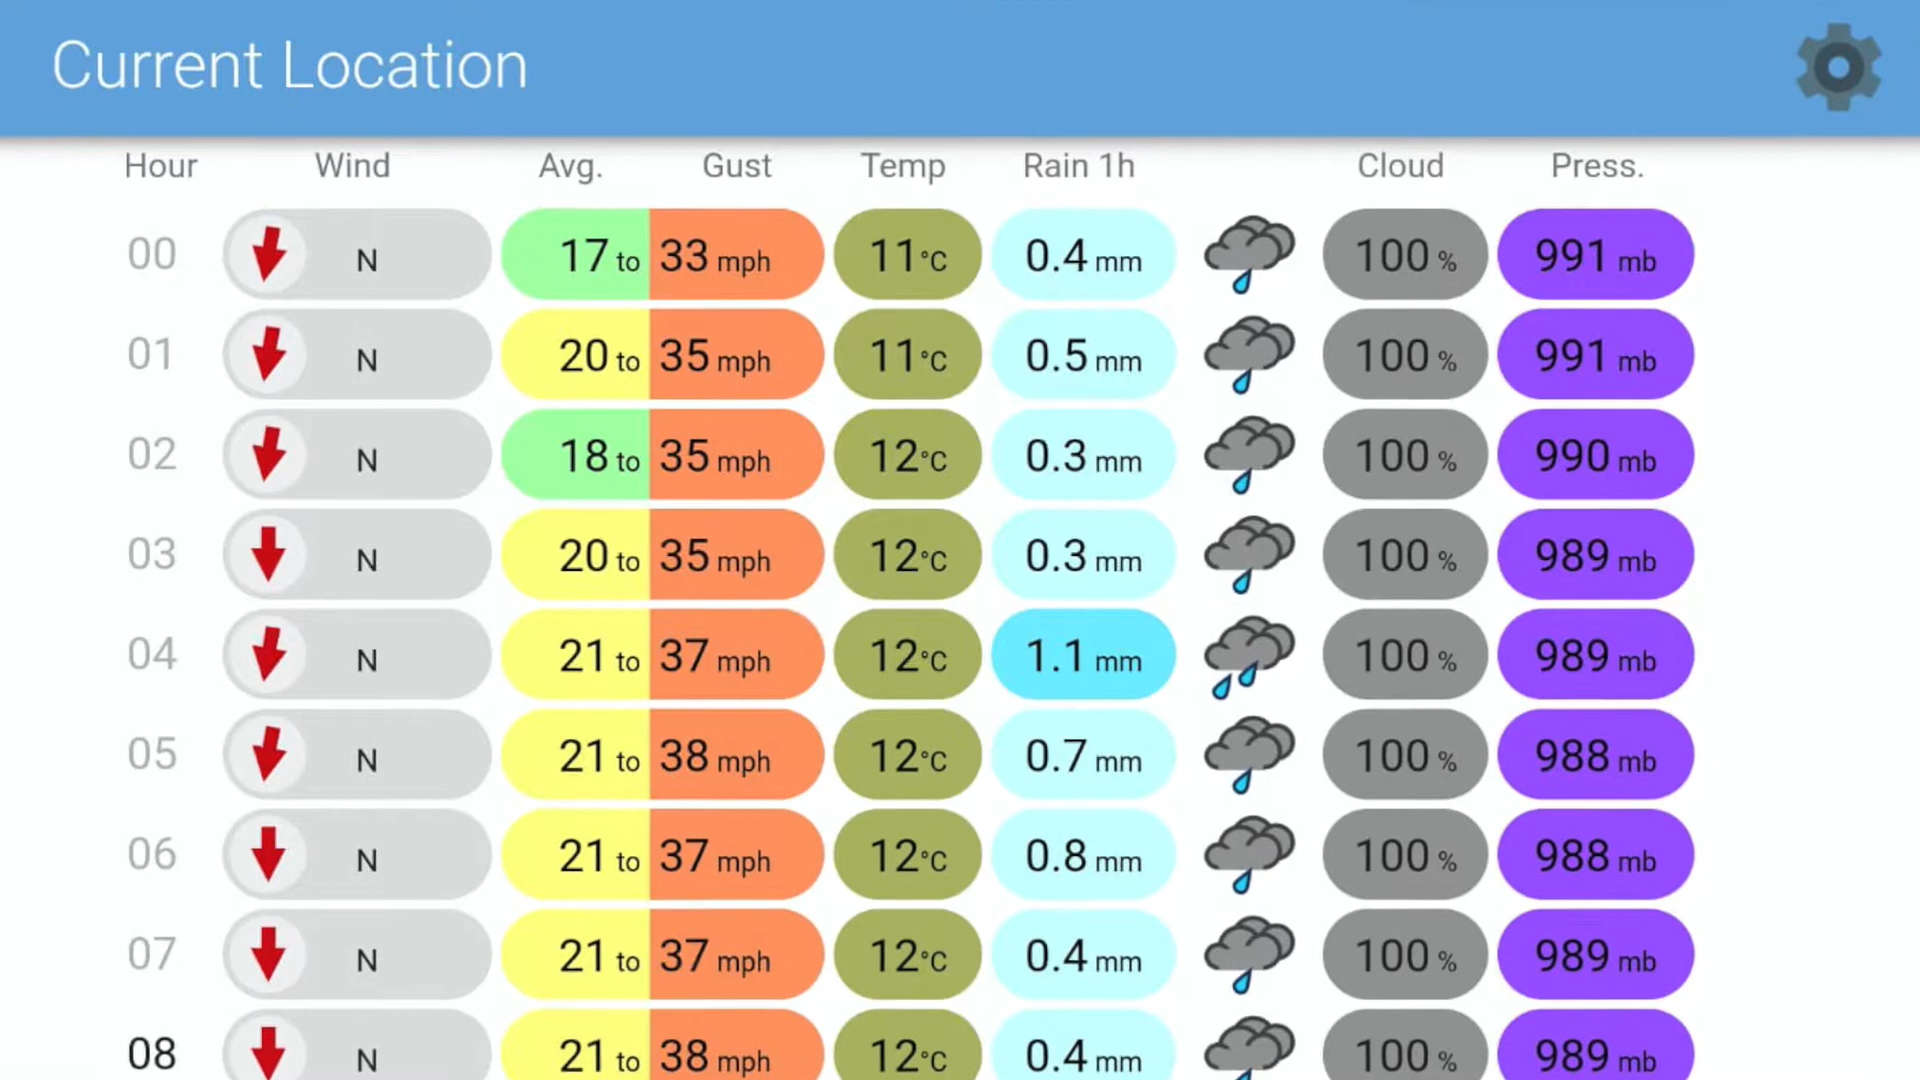 Current Location
Hour Wind Avg. Gust Temp Rain 1h Cloud Press.
00 N 17 to 33 mph 11°C 0.4 mm 100 % 991 mb
01 N 20 to 35 mph 11°C 0.5 mm 100 % 991 mb
02 N 18 to 35 mph 12°C 0.3 mm 100 % 990 mb
03 N 20 to 35 mph 12°C 0.3 mm 100 % 989 mb
04 N 21 to 37 mph 12°C 1.1 mm 100 % 989 mb
05 N 21 to 38 mph 12°C 0.7 mm 100 % 988 mb
06 N 21 to 37 mph 12°C 0.8 mm 100 % 988 mb
07 N 21 to 37 mph 12°C 0.4 mm 100 % 989 mb
08 N 21 to 38 mph 12°C 0.4 mm 100 % 989 mb